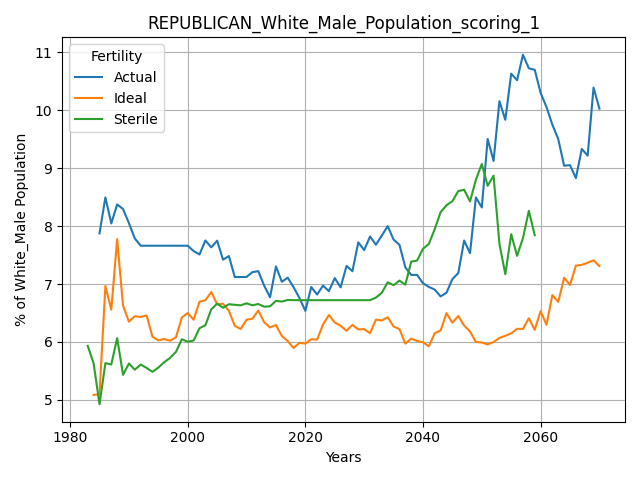 REPUBLICAN_White_Male_Population_scoring_1
Fertility
Actual
Ideal
Sterile
% of White_Male Population
11
10
9
8
7
6
5
1980
2000
2020
2040
2060
Years